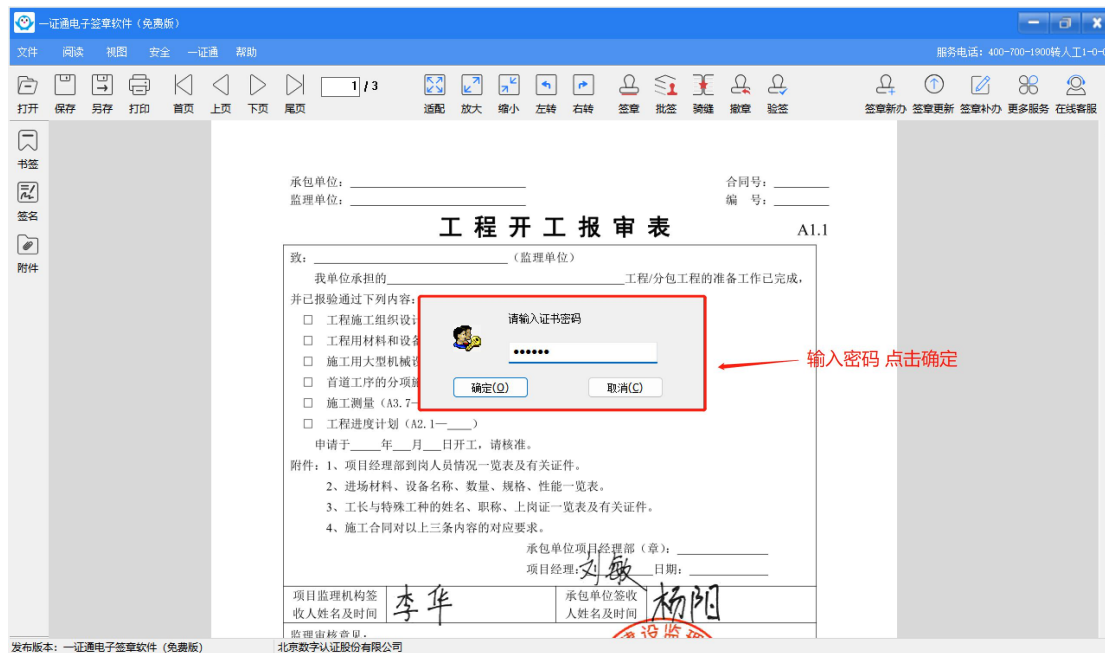 一证通电子签章软件（免费版）
文件 阅读 视图 安全 一证通 帮助 服务电话：400-700-1900转人工1-0-0
1 / 3
打开 保存 另存 打印 首页 上页 下页 尾页 适配 放大 缩小 左转 右转 签章 批签 骑缝 撤章 验签 签章新办 签章更新 签章补办 更多服务 在线客服
书签
签名
附件
承包单位：
合同号：
监理单位：
编 号：
工程开工报审表
A1.1
致：（监理单位）
我单位承担的 工程/分包工程的准备工作已完成，
并已报验通过下列内容：
□ 工程施工组织设计
□ 工程用材料和设备
□ 施工用大型机械设
□ 首道工序的分项施
□ 施工测量（A3.7—
□ 工程进度计划（A2.1—____）
申请于____年__月__日开工，请核准。
附件：1、项目经理部到岗人员情况一览表及有关证件。
2、进场材料、设备名称、数量、规格、性能一览表。
3、工长与特殊工种的姓名、职称、上岗证一览表及有关证件。
4、施工合同对以上三条内容的对应要求。
承包单位项目经理部（章）：
项目经理：刘敏 日期：
项目监理机构签
收人姓名及时间
李华
承包单位签收
人姓名及时间
杨阳
监理审核意见：
建设监理
请输入证书密码
••••••
确定(O) 取消(C)
输入密码 点击确定
发布版本：一证通电子签章软件（免费版） 北京数字认证股份有限公司